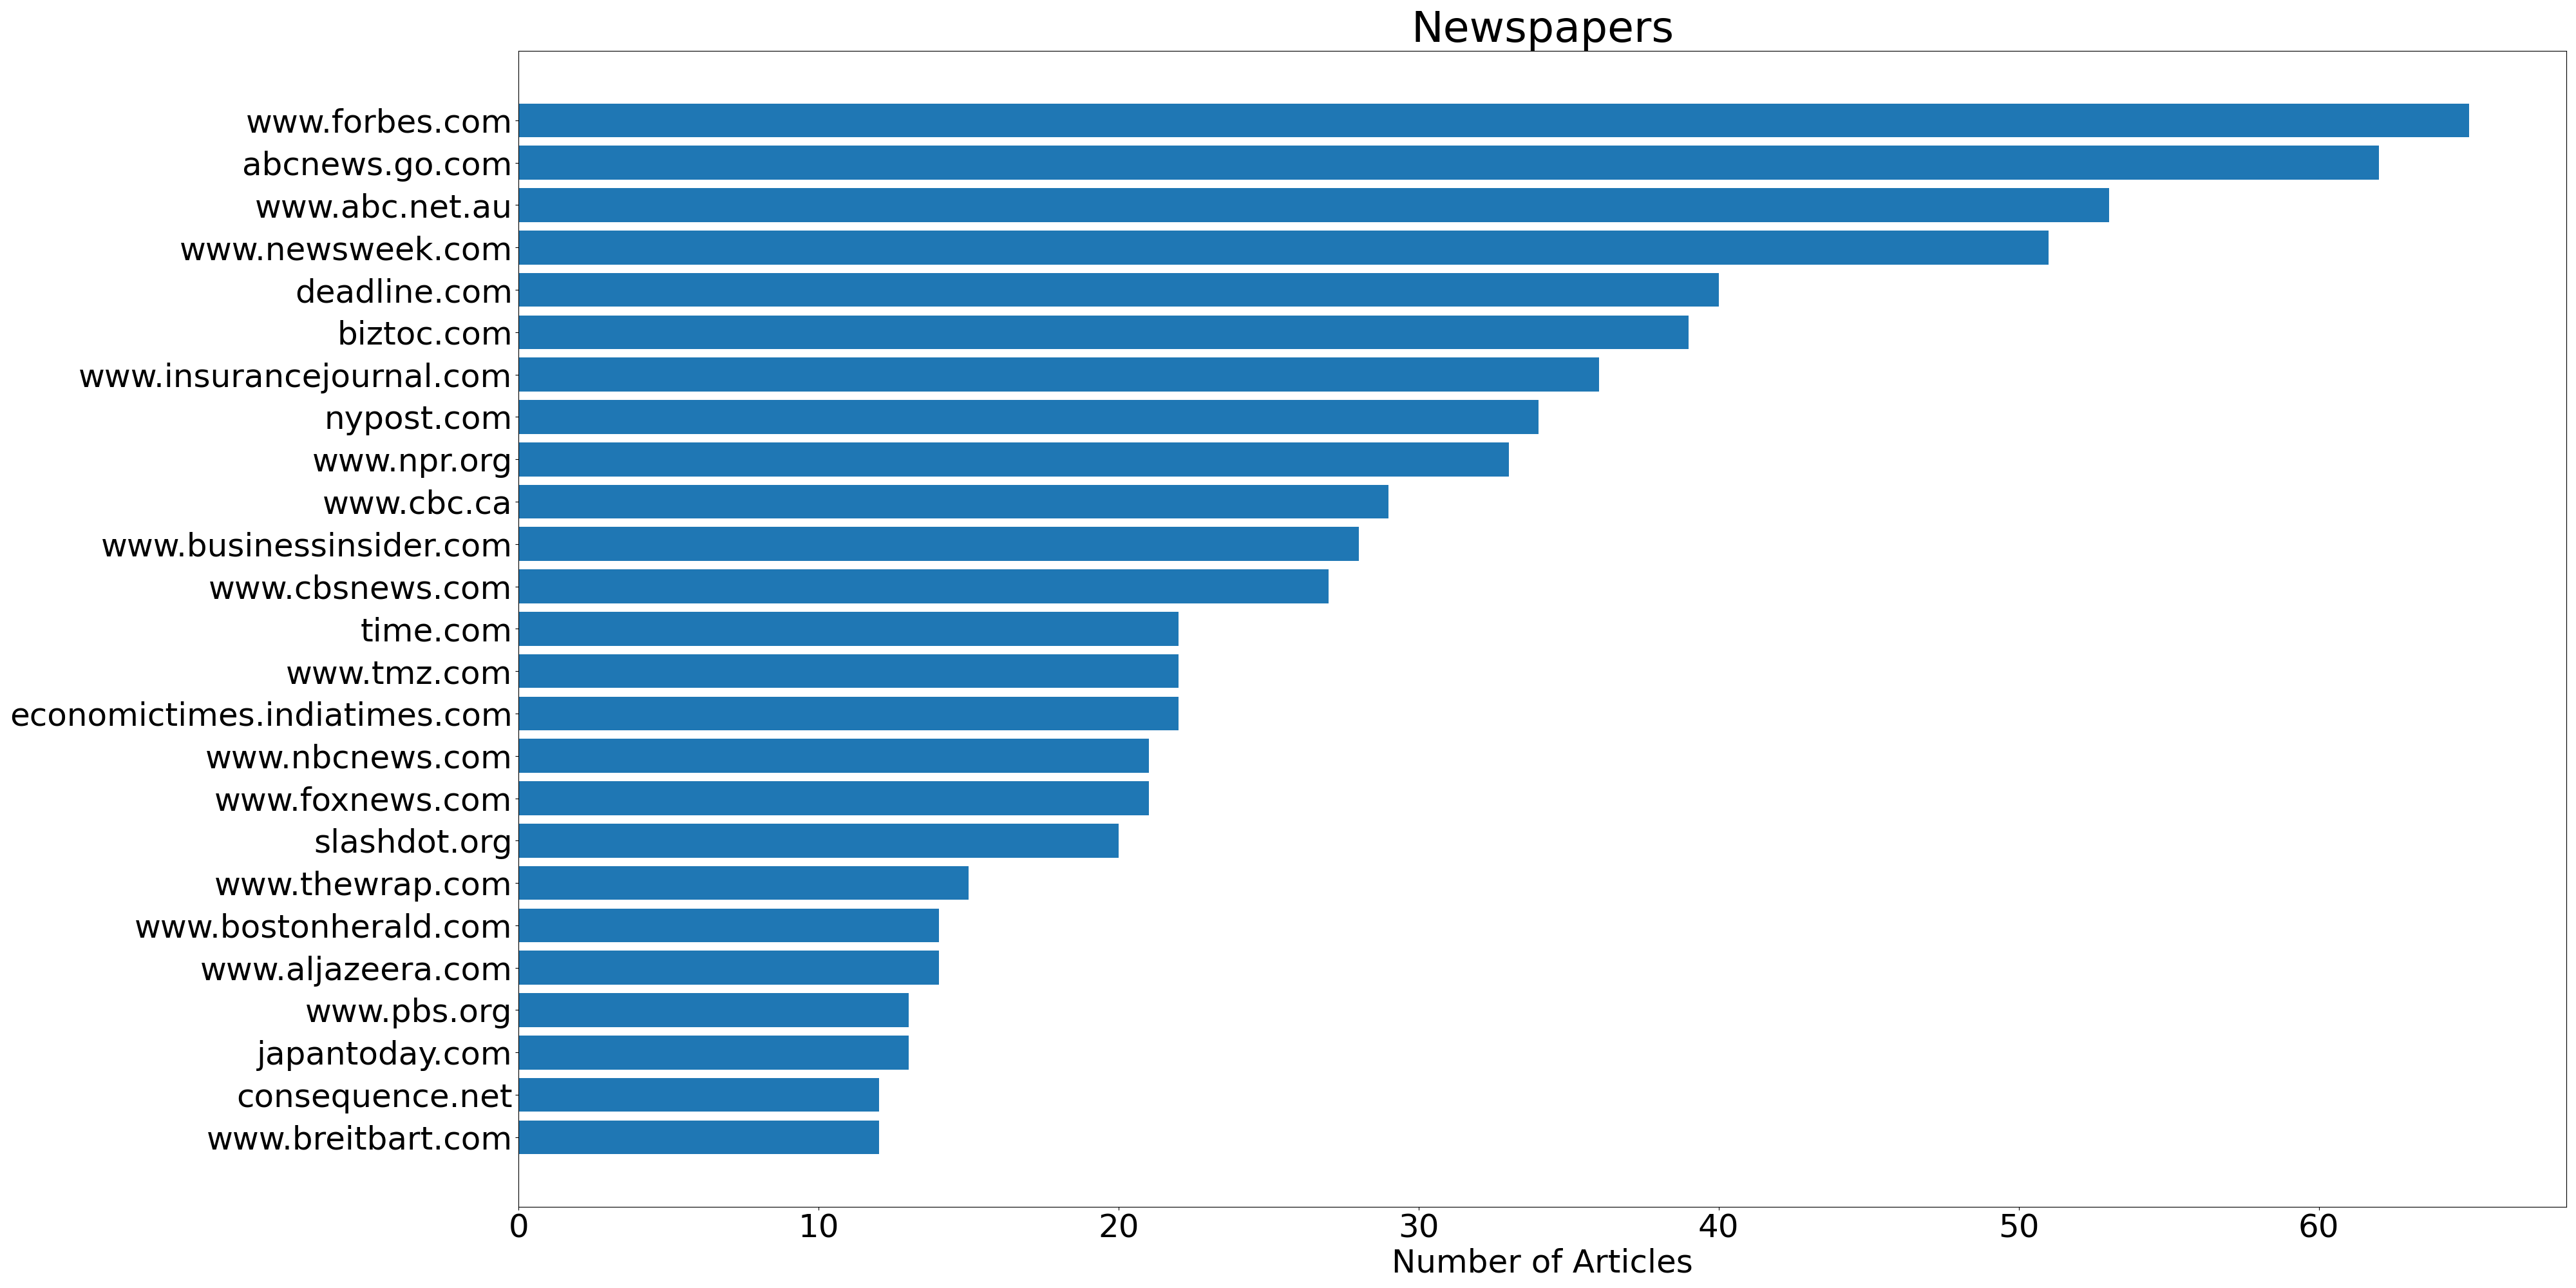 Newspapers
www.forbes.com
abcnews.go.com
www.abc.net.au
www.newsweek.com
deadline.com
biztoc.com
www.insurancejournal.com
nypost.com
www.npr.org
www.cbc.ca
www.businessinsider.com
www.cbsnews.com
time.com
www.tmz.com
economictimes.indiatimes.com
www.nbcnews.com
www.foxnews.com
slashdot.org
www.thewrap.com
www.bostonherald.com
www.aljazeera.com
www.pbs.org
japantoday.com
consequence.net
www.breitbart.com
0 10 20 30 40 50 60
Number of Articles